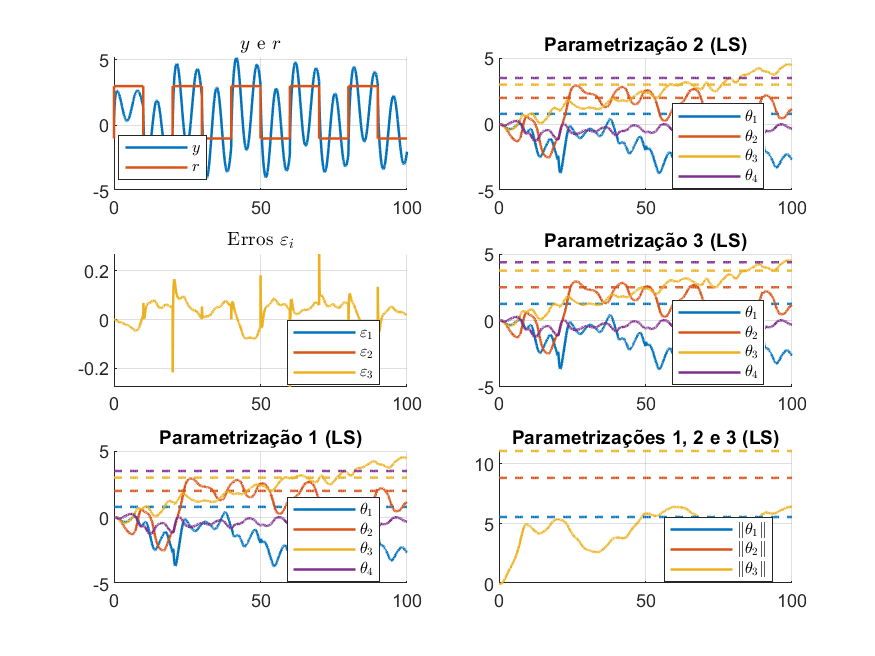 y e r
5
0
-5
0
50
100
y
r
Parametrização 2 (LS)
5
0
-5
0
50
100
θ1
θ2
θ3
θ4
Erros εi
0.2
0
-0.2
0
50
100
ε1
ε2
ε3
Parametrização 3 (LS)
5
0
-5
0
50
100
θ1
θ2
θ3
θ4
Parametrização 1 (LS)
5
0
-5
0
50
100
θ1
θ2
θ3
θ4
Parametrizações 1, 2 e 3 (LS)
10
5
0
0
50
100
‖θ1‖
‖θ2‖
‖θ3‖